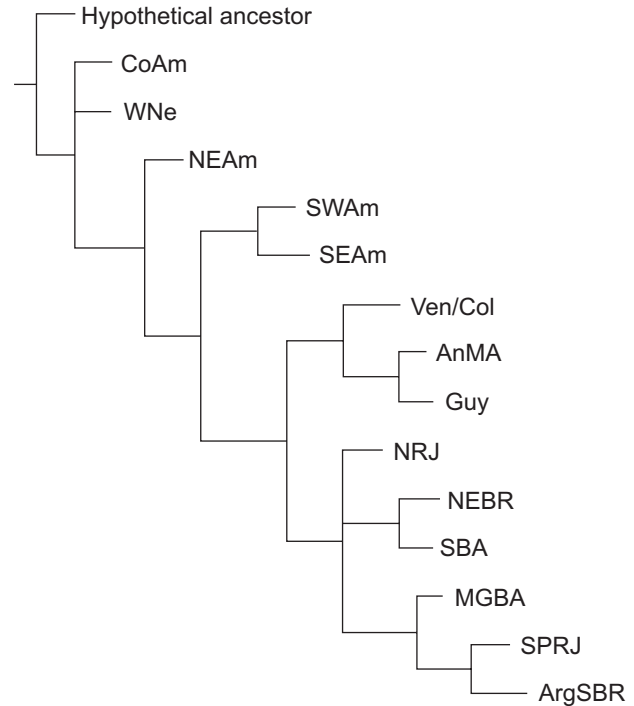 Hypothetical ancestor
CoAm
WNe
NEAm
SWAm
SEAm
Ven/Col
AnMA
Guy
NRJ
NEBR
SBA
MGBA
SPRJ
ArgSBR